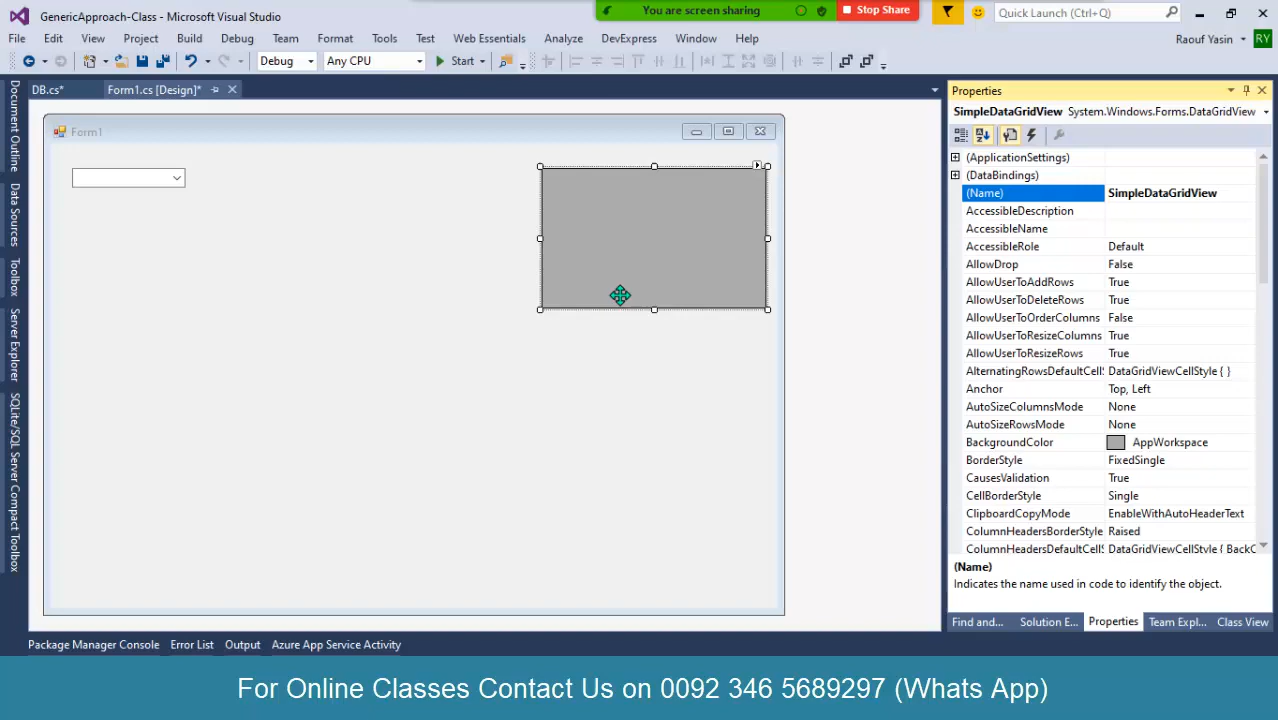 GenericApproach-Class - Microsoft Visual Studio
You are screen sharing
Stop Share
Quick Launch (Ctrl+Q)
File Edit View Project Build Debug Team Format Tools Test Web Essentials Analyze DevExpress Window Help
Raouf Yasin RY
Debug Any CPU Start
DB.cs* Form1.cs [Design]*
Document Outline
Data Sources
Toolbox
Server Explorer
SQLite/SQL Server Compact Toolbox
Form1
Properties
SimpleDataGridView System.Windows.Forms.DataGridView
(ApplicationSettings)
(DataBindings)
(Name) SimpleDataGridView
AccessibleDescription
AccessibleName
AccessibleRole Default
AllowDrop False
AllowUserToAddRows True
AllowUserToDeleteRows True
AllowUserToOrderColumns False
AllowUserToResizeColumns True
AllowUserToResizeRows True
AlternatingRowsDefaultCellS DataGridViewCellStyle { }
Anchor Top, Left
AutoSizeColumnsMode None
AutoSizeRowsMode None
BackgroundColor AppWorkspace
BorderStyle FixedSingle
CausesValidation True
CellBorderStyle Single
ClipboardCopyMode EnableWithAutoHeaderText
ColumnHeadersBorderStyle Raised
ColumnHeadersDefaultCellS DataGridViewCellStyle { BackC
(Name)
Indicates the name used in code to identify the object.
Find and... Solution E... Properties Team Expl... Class View
Package Manager Console Error List Output Azure App Service Activity
For Online Classes Contact Us on 0092 346 5689297 (Whats App)